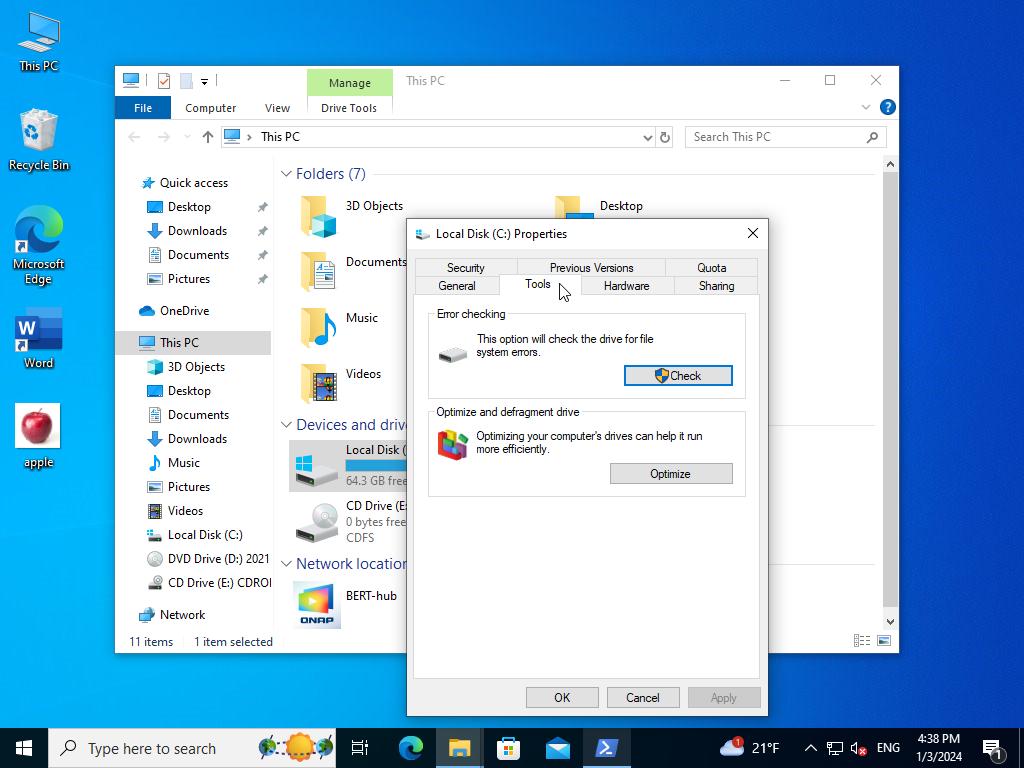 This PC
Recycle Bin
Microsoft
Edge
Word
apple
Manage
This PC
File
Computer
View
Drive Tools
This PC
Search This PC
Quick access
Desktop
Downloads
Documents
Pictures
OneDrive
This PC
3D Objects
Desktop
Documents
Downloads
Music
Pictures
Videos
Local Disk (C:)
DVD Drive (D:) 2021
CD Drive (E:) CDROM
Network
Folders (7)
3D Objects
Desktop
Documents
Music
Videos
Devices and drive
Local Disk (
64.3 GB free
CD Drive (E:
0 bytes free
CDFS
Network location
BERT-hub
QNAP
11 items
1 item selected
Local Disk (C:) Properties
Security
Previous Versions
Quota
General
Tools
Hardware
Sharing
Error checking
This option will check the drive for file
system errors.
Check
Optimize and defragment drive
Optimizing your computer's drives can help it run
more efficiently.
Optimize
OK
Cancel
Apply
Type here to search
1
21°F
ENG
4:38 PM
1/3/2024
1